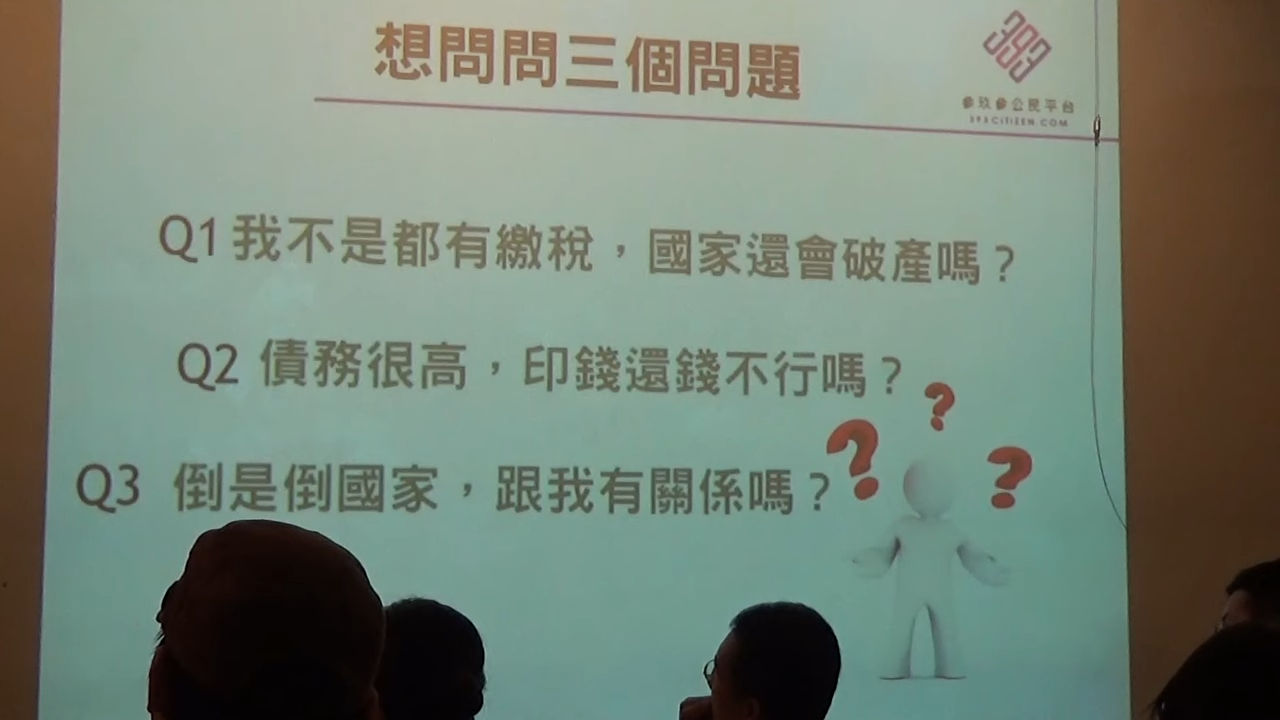 想問問三個問題
393
參玖參公民平台
393CITIZEN.COM
Q1 我不是都有繳稅，國家還會破產嗎？
Q2 債務很高，印錢還錢不行嗎？
Q3 倒是倒國家，跟我有關係嗎？